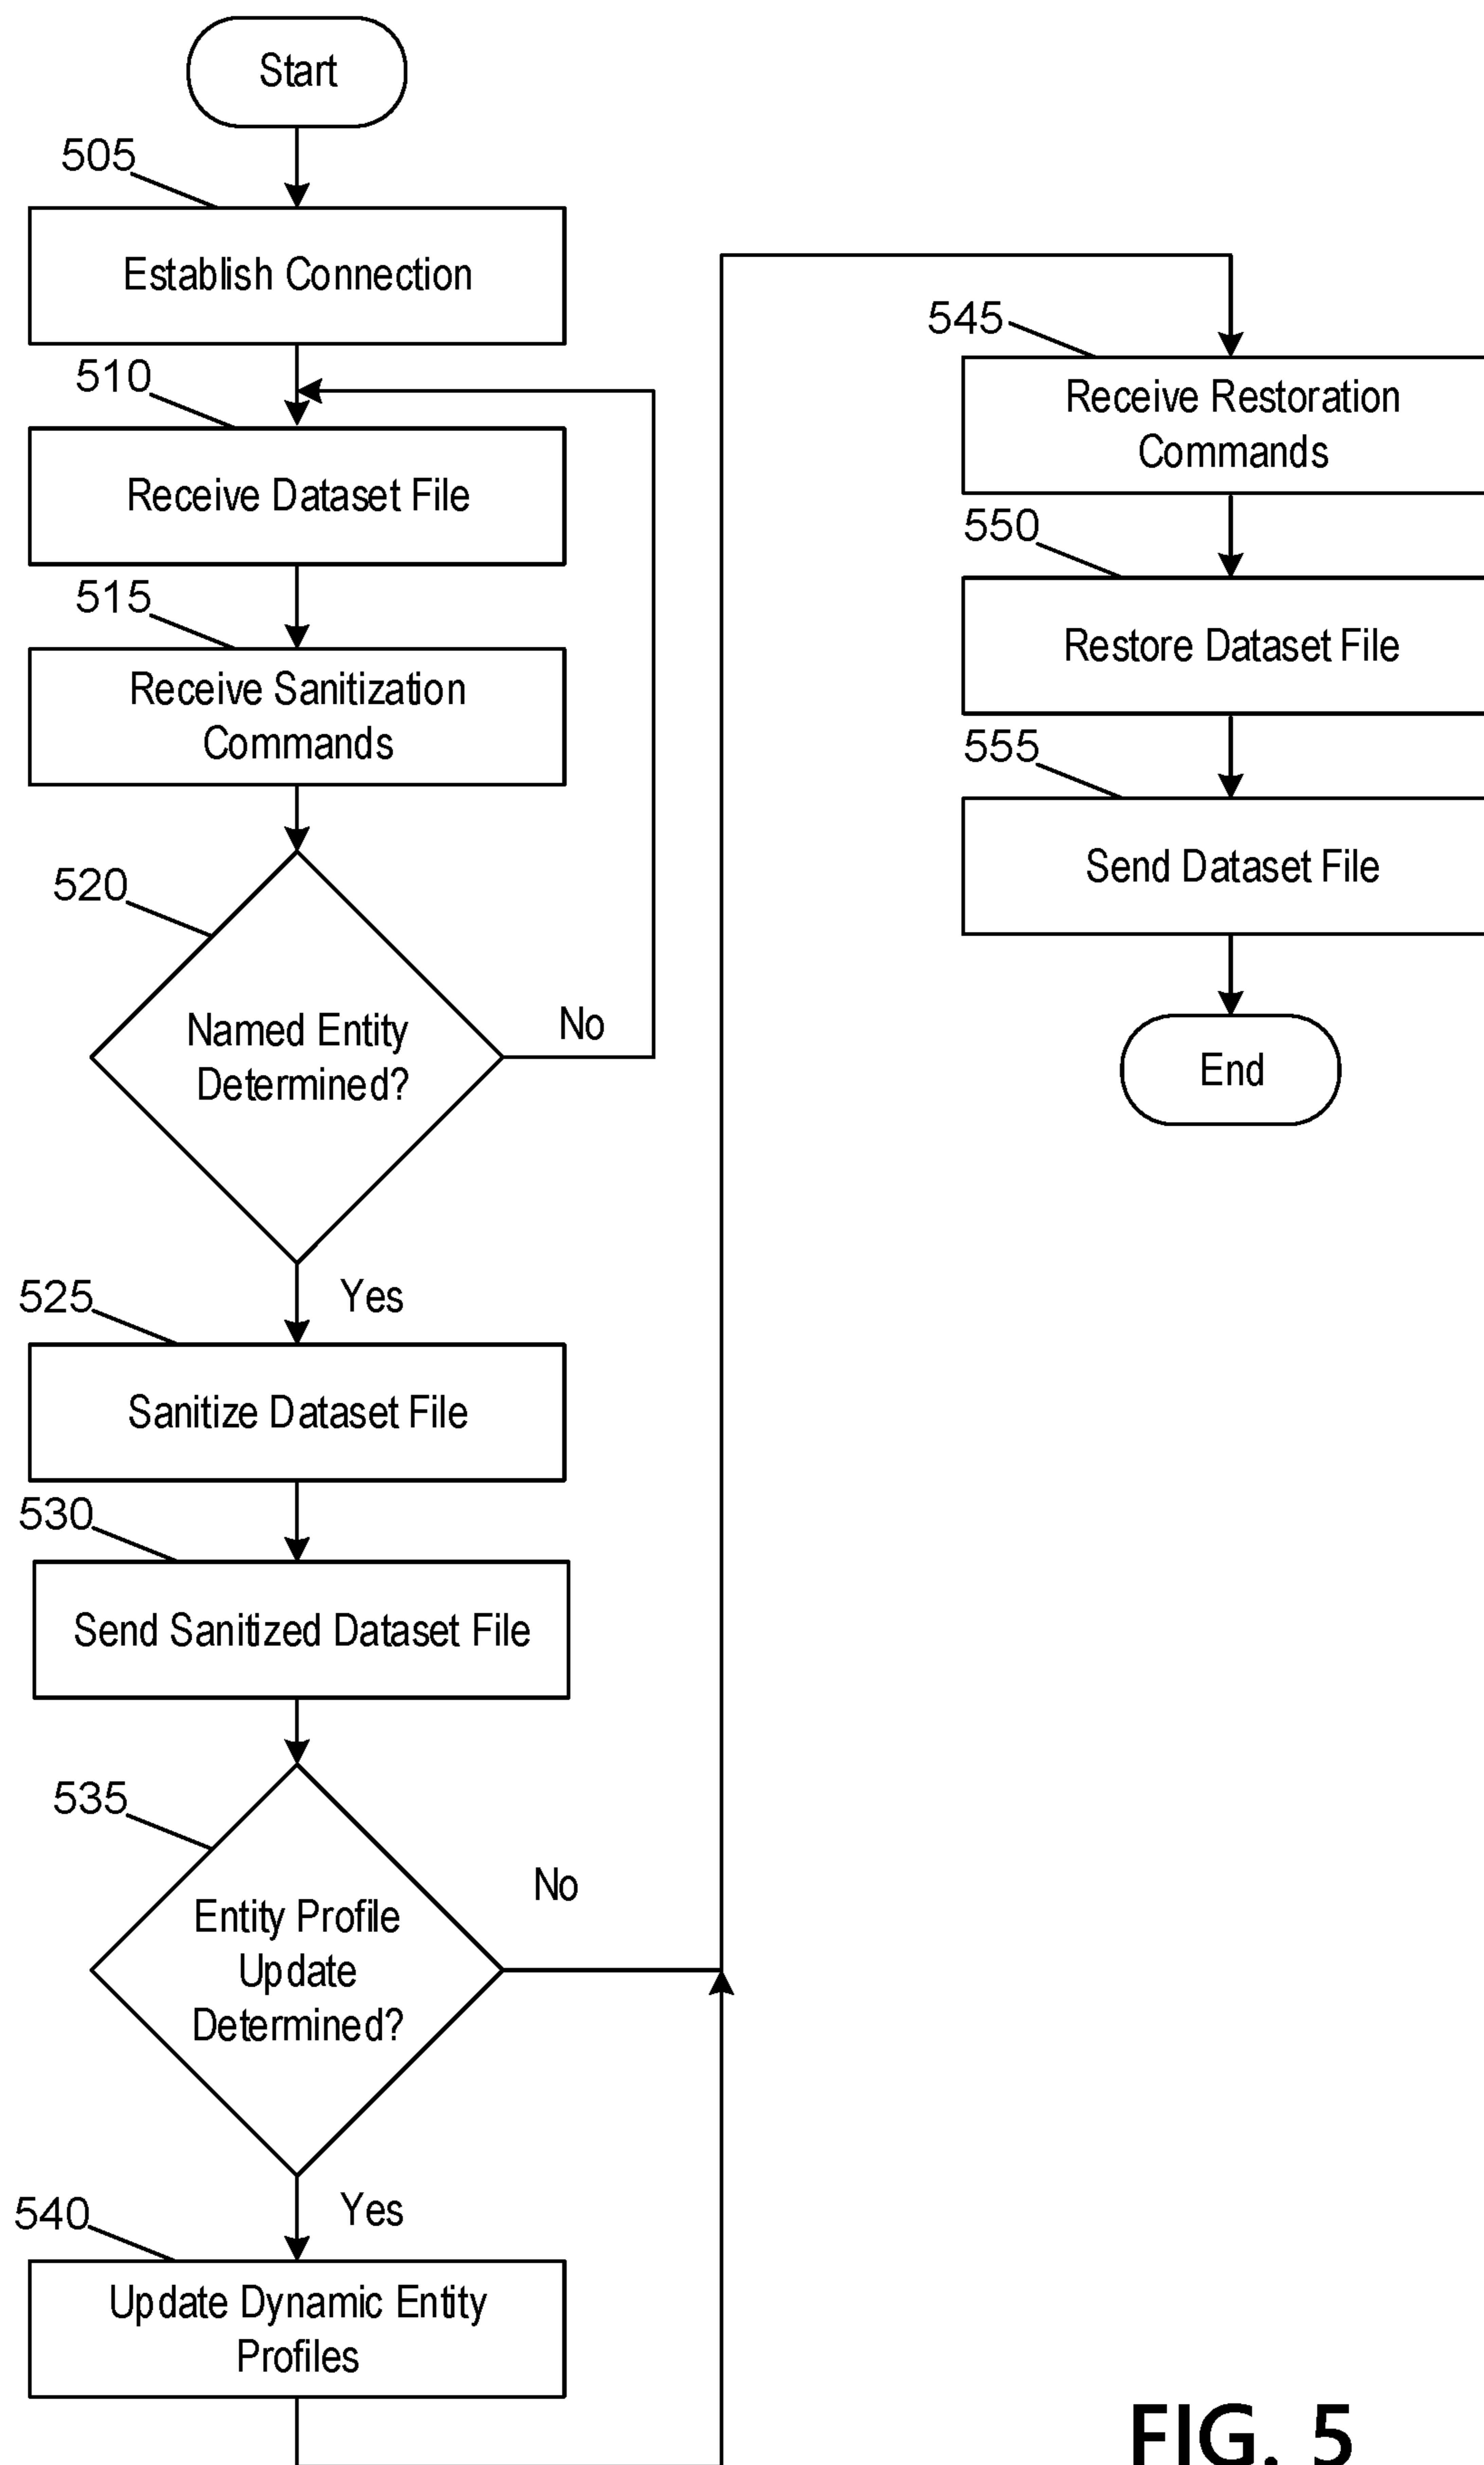 Start
505
Establish Connection
510
Receive Dataset File
515
Receive Sanitization
Commands
520
Named Entity
Determined?
No
Yes
525
Sanitize Dataset File
530
Send Sanitized Dataset File
535
Entity Profile
Update
Determined?
No
Yes
540
Update Dynamic Entity
Profiles
545
Receive Restoration
Commands
550
Restore Dataset File
555
Send Dataset File
End
FIG. 5